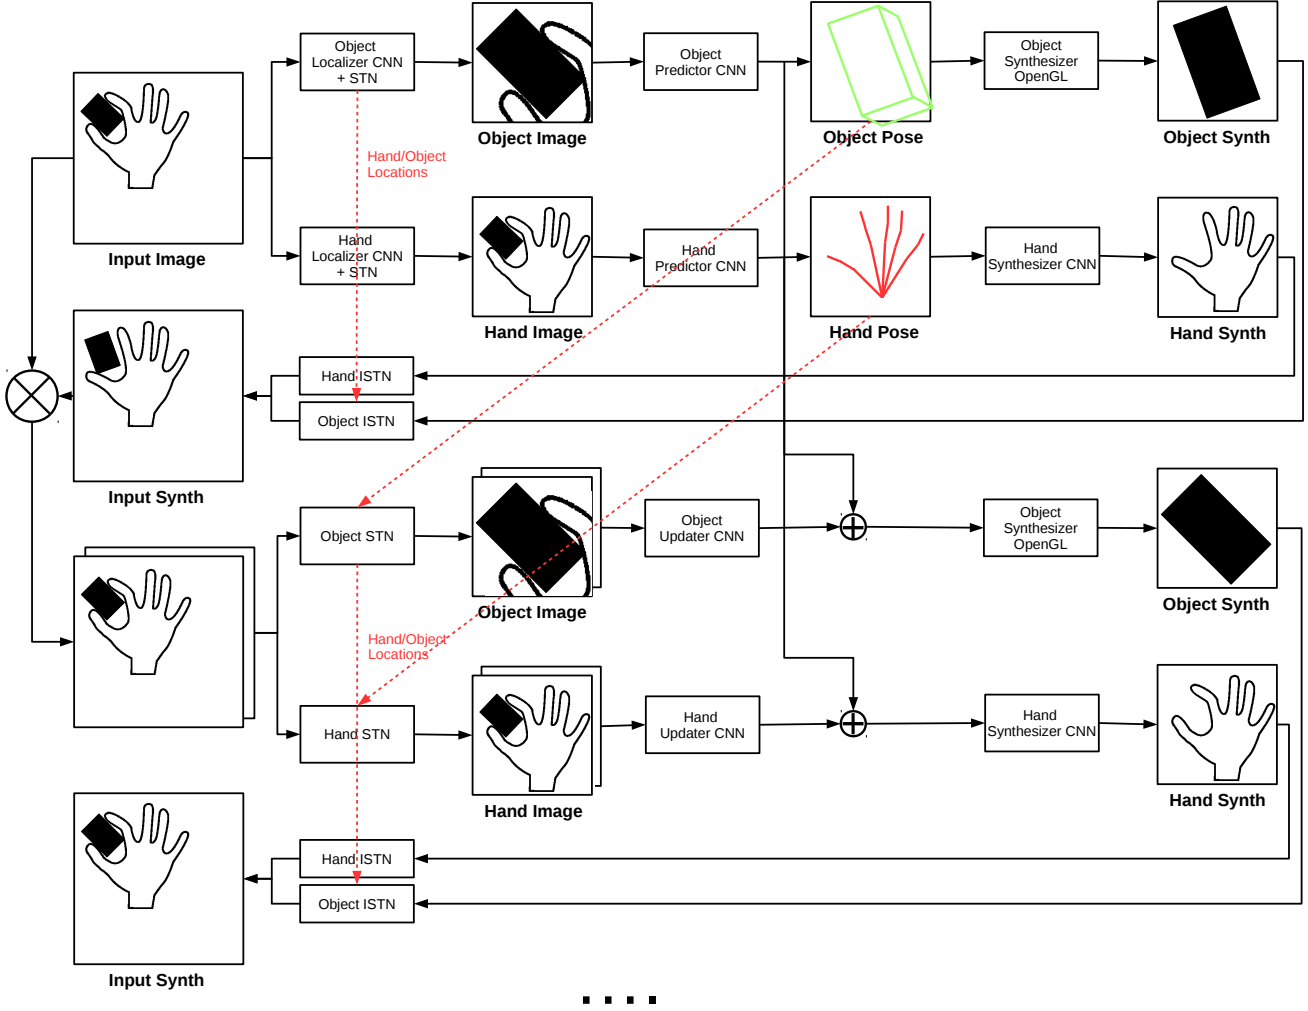 Object
Localizer CNN
+ STN
Object Image
Object
Predictor CNN
Object Pose
Object
Synthesizer
OpenGL
Object Synth
Input Image
Hand/Object
Locations
Hand
Localizer CNN
+ STN
Hand Image
Hand
Predictor CNN
Hand Pose
Hand
Synthesizer CNN
Hand Synth
Input Synth
Hand ISTN
Object ISTN
Object STN
Object Image
Object
Updater CNN
Object
Synthesizer
OpenGL
Object Synth
Hand/Object
Locations
Hand STN
Hand Image
Hand
Updater CNN
Hand
Synthesizer CNN
Hand Synth
Input Synth
Hand ISTN
Object ISTN
. . . .